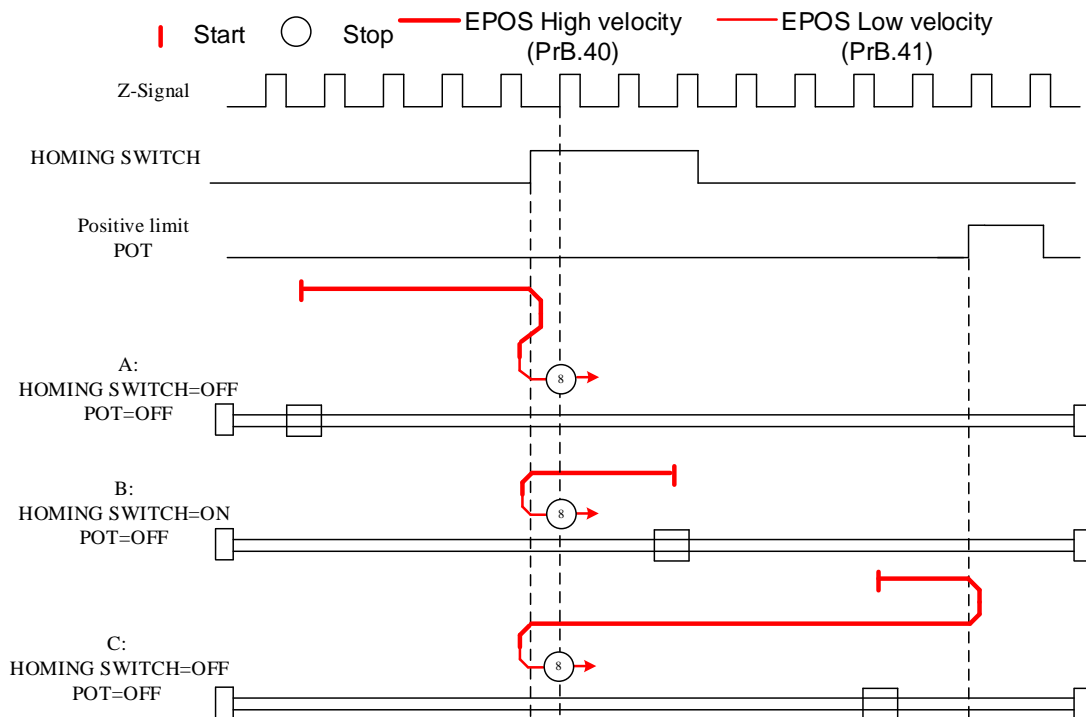 Start
Stop
EPOS High velocity
(PrB.40)
EPOS Low velocity
(PrB.41)
Z-Signal
HOMING SWITCH
Positive limit
POT
A:
HOMING SWITCH=OFF
POT=OFF
8
B:
HOMING SWITCH=ON
POT=OFF
8
C:
HOMING SWITCH=OFF
POT=OFF
8